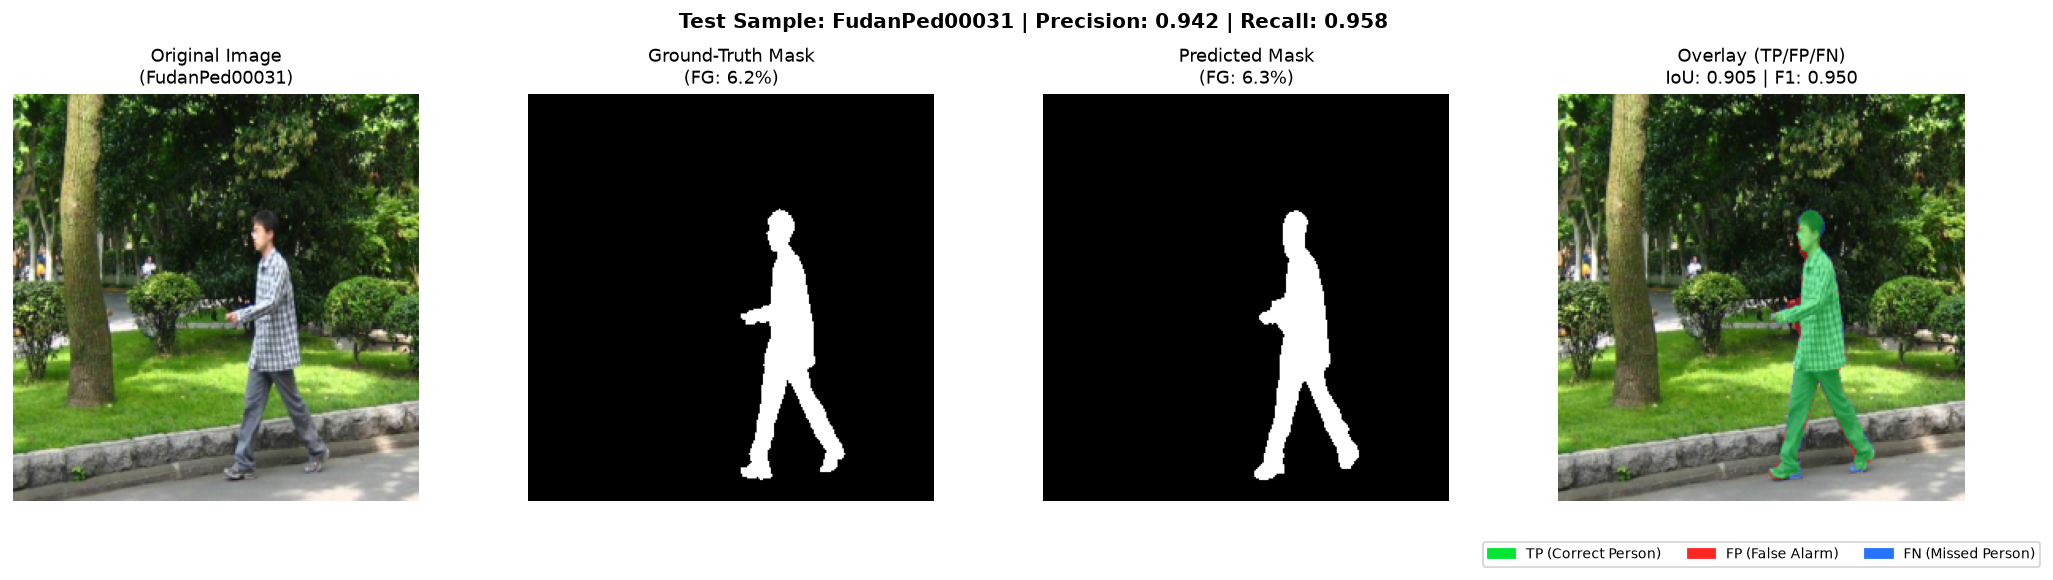 Test Sample: FudanPed00031 | Precision: 0.942 | Recall: 0.958
Original Image
(FudanPed00031)
Ground-Truth Mask
(FG: 6.2%)
Predicted Mask
(FG: 6.3%)
Overlay (TP/FP/FN)
IoU: 0.905 | F1: 0.950
TP (Correct Person)
FP (False Alarm)
FN (Missed Person)